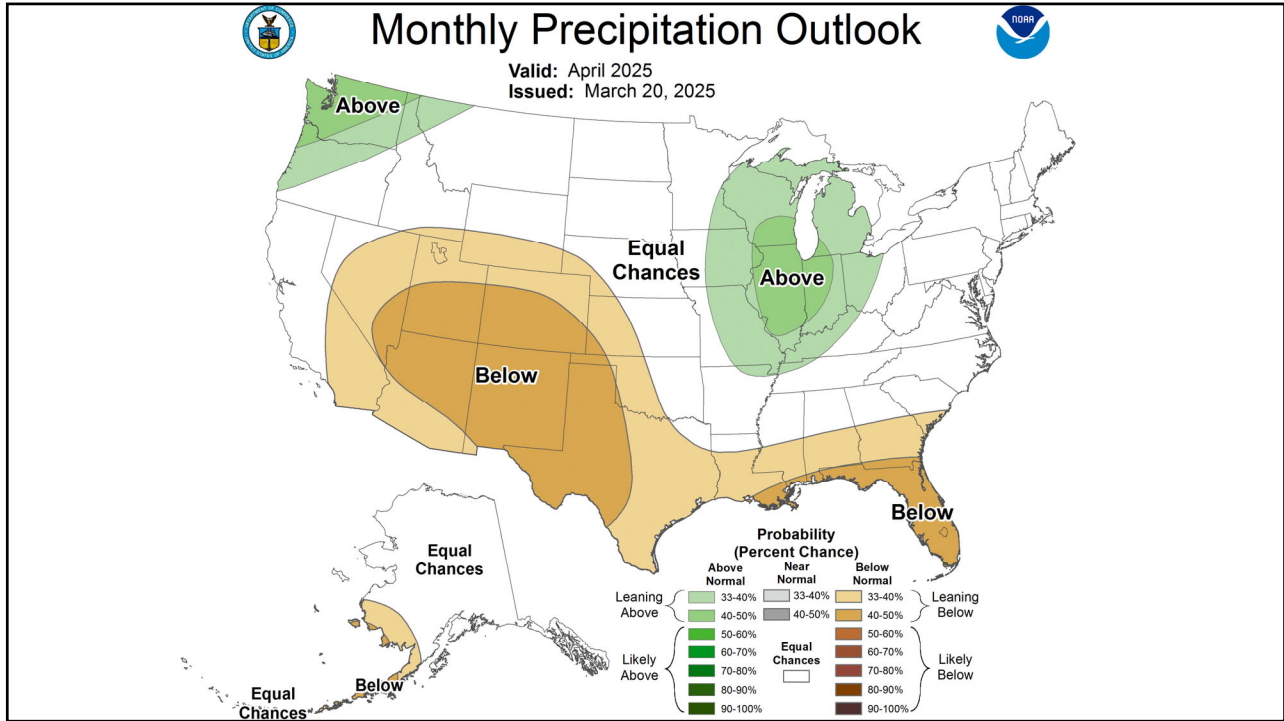 Monthly Precipitation Outlook
NOAA
Valid: April 2025
Issued: March 20, 2025
Above
Equal
Chances
Above
Below
Below
Equal
Chances
Below
Equal
Chances
Probability
(Percent Chance)
Above
Normal
Near
Normal
Below
Normal
Leaning
Above
33-40%
40-50%
33-40%
40-50%
33-40%
40-50%
Leaning
Below
Likely
Above
50-60%
60-70%
70-80%
80-90%
90-100%
Equal
Chances
50-60%
60-70%
70-80%
80-90%
90-100%
Likely
Below